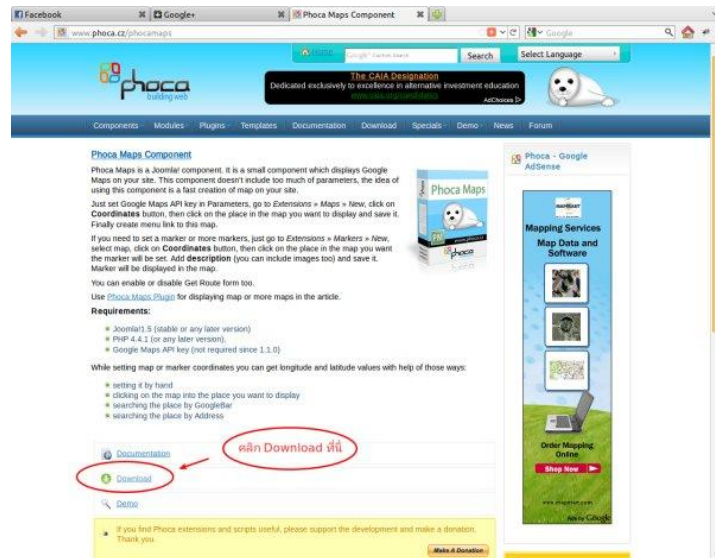 Facebook
Google+
Phoca Maps Component
www.phoca.cz/phocamaps
Google
Home
Search
Select Language
phoca
building web
The CAIA Designation
Dedicated exclusively to excellence in alternative investment education
AdChoices
Components
Modules
Plugins
Templates
Documentation
Download
Specials
Demo
News
Forum
Phoca Maps Component
Phoca Maps is a Joomla! component. It is a small component which displays Google
Maps on your site. This component doesn't include too much of parameters, the idea of
using this component is a fast creation of map on your site.
Just set Google Maps API key in Parameters, go to Extensions » Maps » New, click on
Coordinates button, then click on the place in the map you want to display and save it.
Finally create menu link to this map.
If you need to set a marker or more markers, just go to Extensions » Markers » New,
select map, click on Coordinates button, then click on the place in the map you want
the marker will be set. Add description (you can include images too) and save it.
Marker will be displayed in the map.
You can enable or disable Get Route form too.
Use Phoca Maps Plugin for displaying map or more maps in the article.
Requirements:
Joomla!1.5 (stable or any later version)
PHP 4.4.1 (or any later version),
Google Maps API key (not required since 1.1.0)
While setting map or marker coordinates you can get longitude and latitude values with help of those ways:
setting it by hand
clicking on the map into the place you want to display
searching the place by GoogleBar
searching the place by Address
Phoca Maps
www.phoca.cz
phoca
Documentation
คลิก Download ที่นี่
Download
Demo
If you find Phoca extensions and scripts useful, please support the development and make a donation.
Thank you.
Make A Donation
Phoca - Google
AdSense
Mapping Services
Map Data and
Software
Order Mapping
Online
Shop Now
www.mapmart.com
Ads by Google